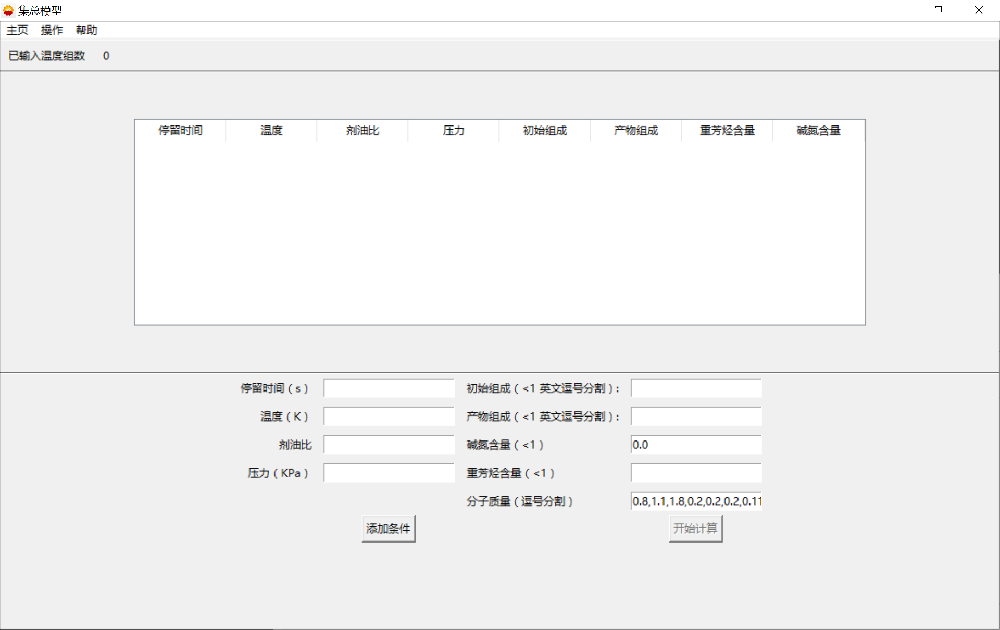 集总模型
主页 操作 帮助
已输入温度组数 0
停留时间 温度 剂油比 压力 初始组成 产物组成 重芳烃含量 碱氮含量
停留时间（s） 初始组成（<1 英文逗号分割）:
温度（K） 产物组成（<1 英文逗号分割）:
剂油比 碱氮含量（<1） 0.0
压力（KPa） 重芳烃含量（<1）
分子质量（逗号分割） 0.8,1.1,1.8,0.2,0.2,0.2,0.11
添加条件 开始计算